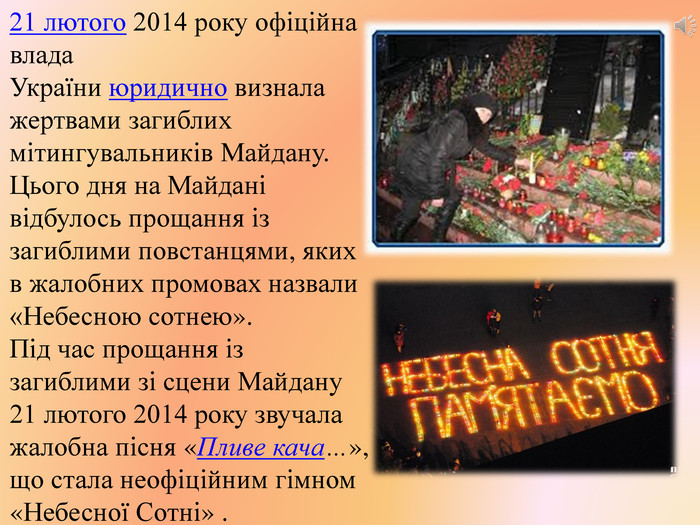 21 лютого 2014 року офіційна
влада
України юридично визнала
жертвами загиблих
мітингувальників Майдану.
Цього дня на Майдані
відбулось прощання із
загиблими повстанцями, яких
в жалобних промовах назвали
«Небесною сотнею».
Під час прощання із
загиблими зі сцени Майдану
21 лютого 2014 року звучала
жалобна пісня «Пливе кача…»,
що стала неофіційним гімном
«Небесної Сотні» .
НЕБЕСНА СОТНЯ
ПАМ'ЯТАЄМО